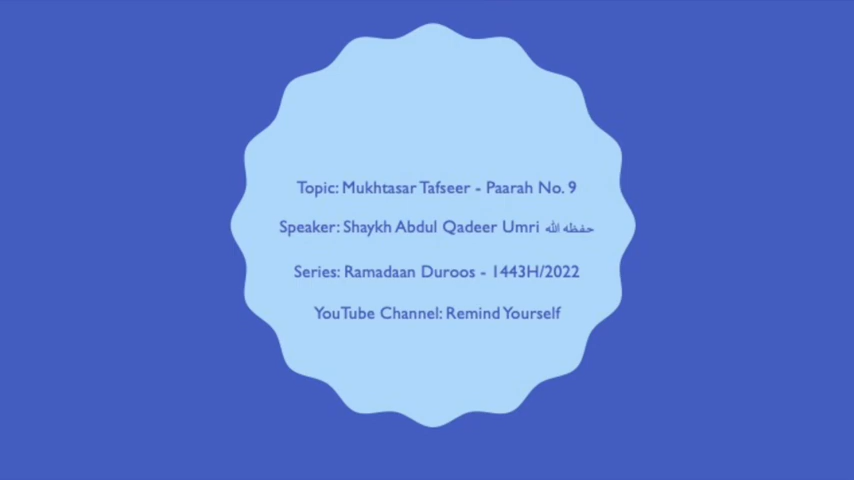 Topic: Mukhtasar Tafseer - Paarah No. 9
Speaker: Shaykh Abdul Qadeer Umri حفظه الله
Series: Ramadaan Duroos - 1443H/2022
YouTube Channel: Remind Yourself